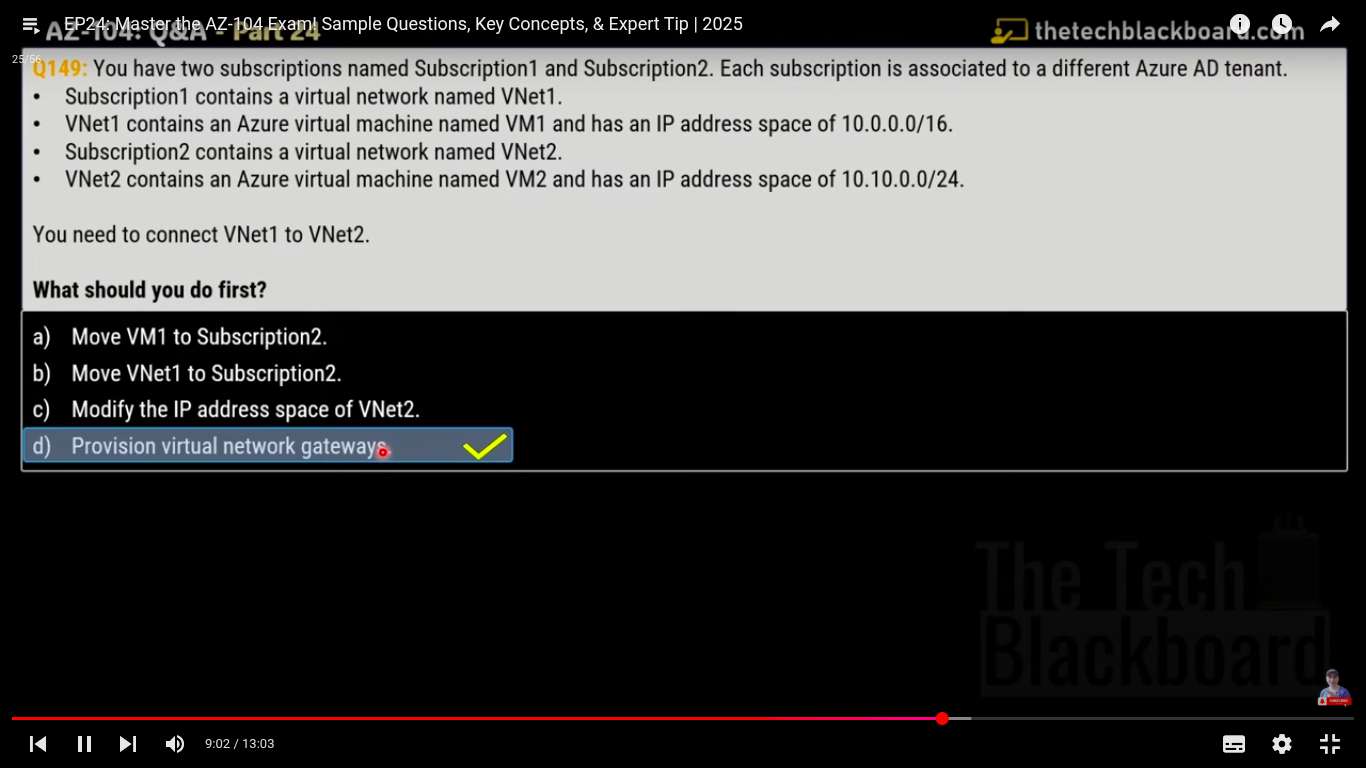 EP24: Master the AZ-104 Exam! Sample Questions, Key Concepts, & Expert Tip | 2025
AZ-104: Q&A - Part 24
thetechblackboard.com
25/56
Q149: You have two subscriptions named Subscription1 and Subscription2. Each subscription is associated to a different Azure AD tenant.
• Subscription1 contains a virtual network named VNet1.
• VNet1 contains an Azure virtual machine named VM1 and has an IP address space of 10.0.0.0/16.
• Subscription2 contains a virtual network named VNet2.
• VNet2 contains an Azure virtual machine named VM2 and has an IP address space of 10.10.0.0/24.
You need to connect VNet1 to VNet2.
What should you do first?
a) Move VM1 to Subscription2.
b) Move VNet1 to Subscription2.
c) Modify the IP address space of VNet2.
d) Provision virtual network gateways
The Tech
Blackboard
9:02 / 13:03